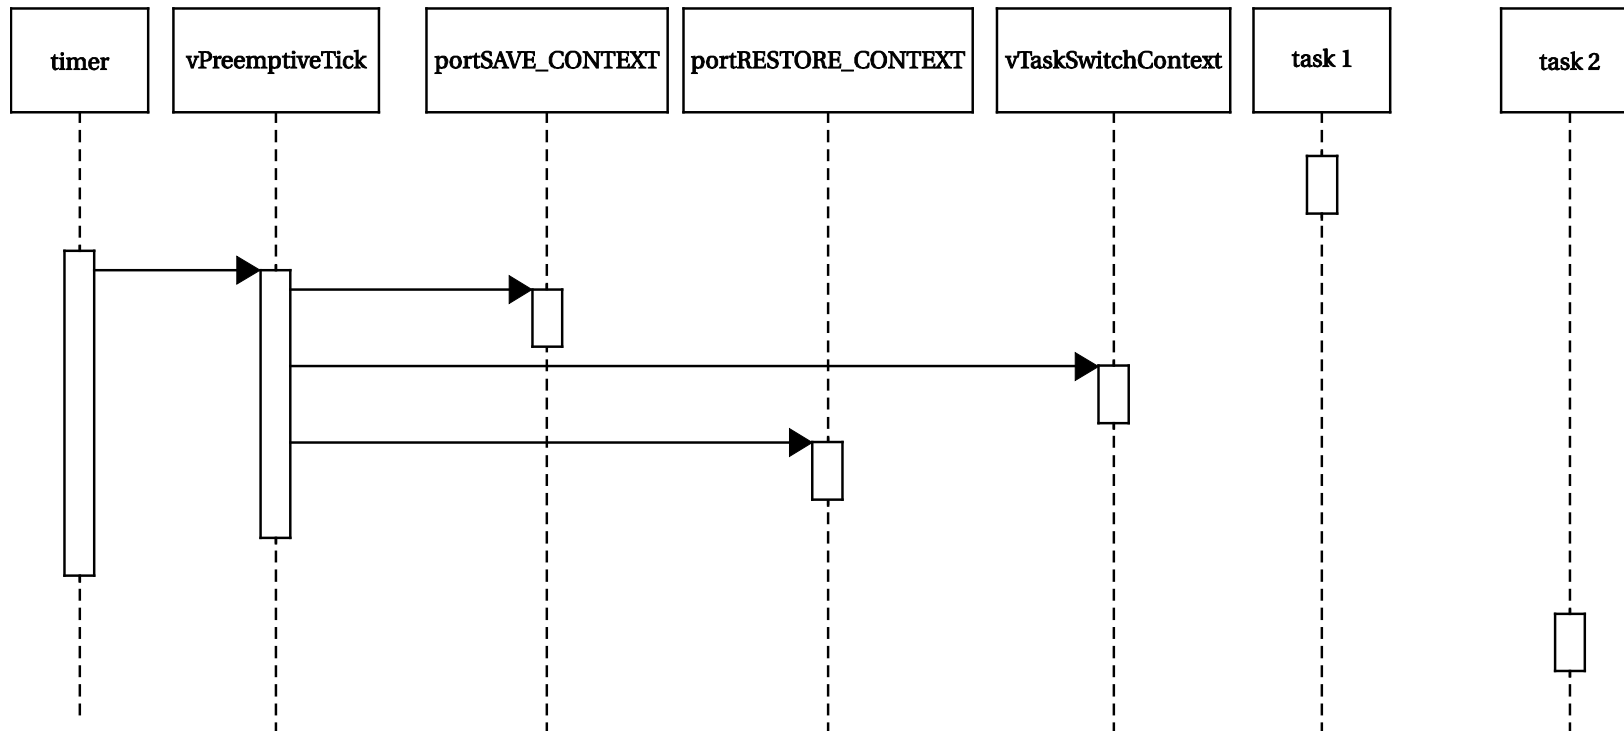 timer
vPreemptiveTick
portSAVE_CONTEXT
portRESTORE_CONTEXT
vTaskSwitchContext
task 1
task 2